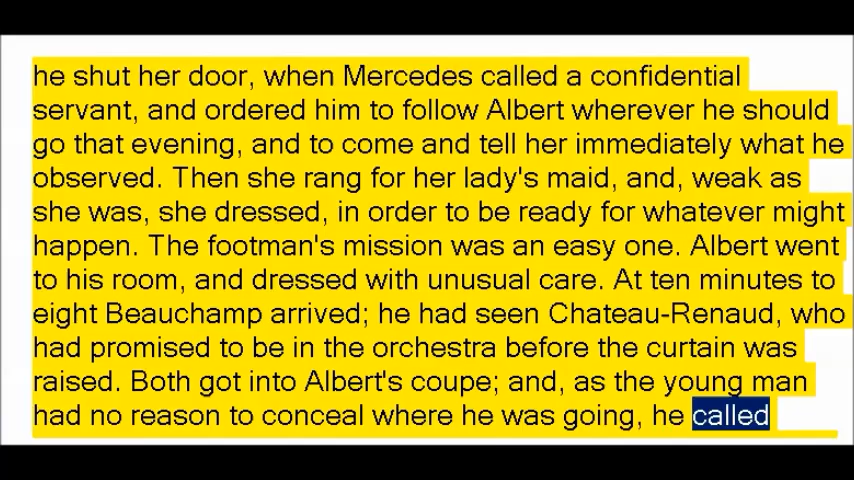 he shut her door, when Mercedes called a confidential
servant, and ordered him to follow Albert wherever he should
go that evening, and to come and tell her immediately what he
observed. Then she rang for her lady's maid, and, weak as
she was, she dressed, in order to be ready for whatever might
happen. The footman's mission was an easy one. Albert went
to his room, and dressed with unusual care. At ten minutes to
eight Beauchamp arrived; he had seen Chateau-Renaud, who
had promised to be in the orchestra before the curtain was
raised. Both got into Albert's coupe; and, as the young man
had no reason to conceal where he was going, he called